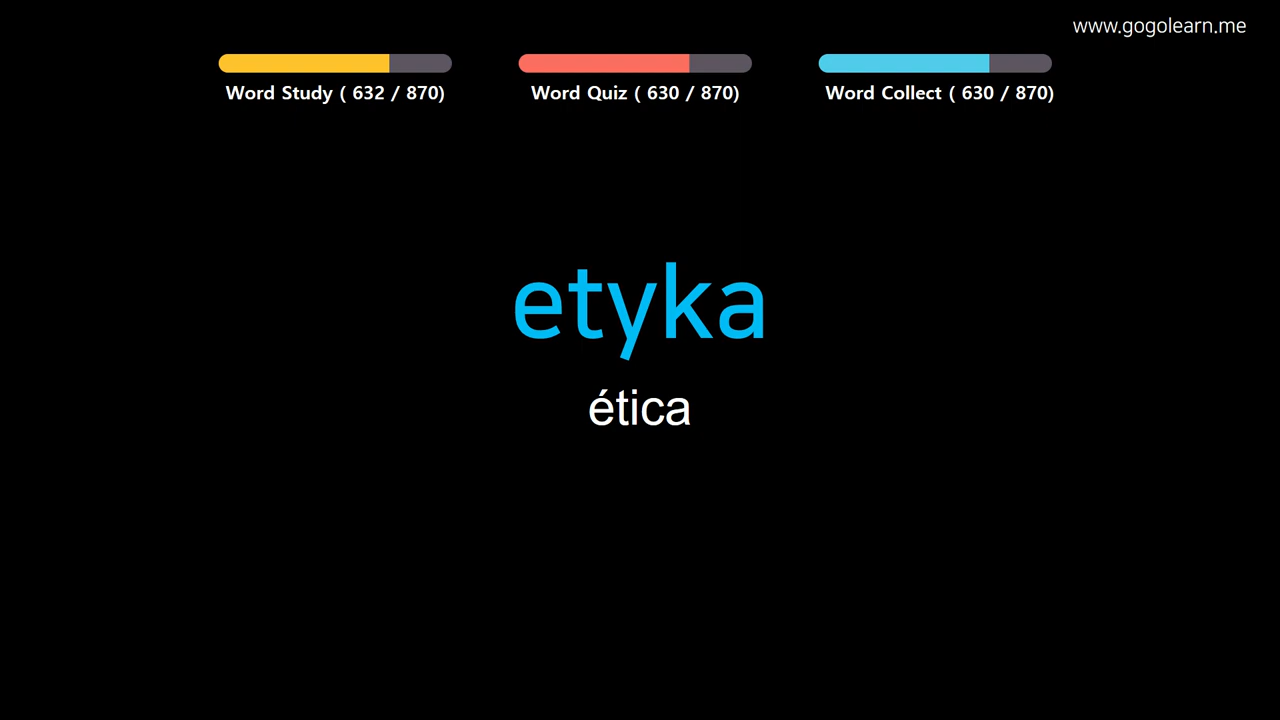 www.gogolearn.me
Word Study ( 632 / 870)
Word Quiz ( 630 / 870)
Word Collect ( 630 / 870)
etyka
ética